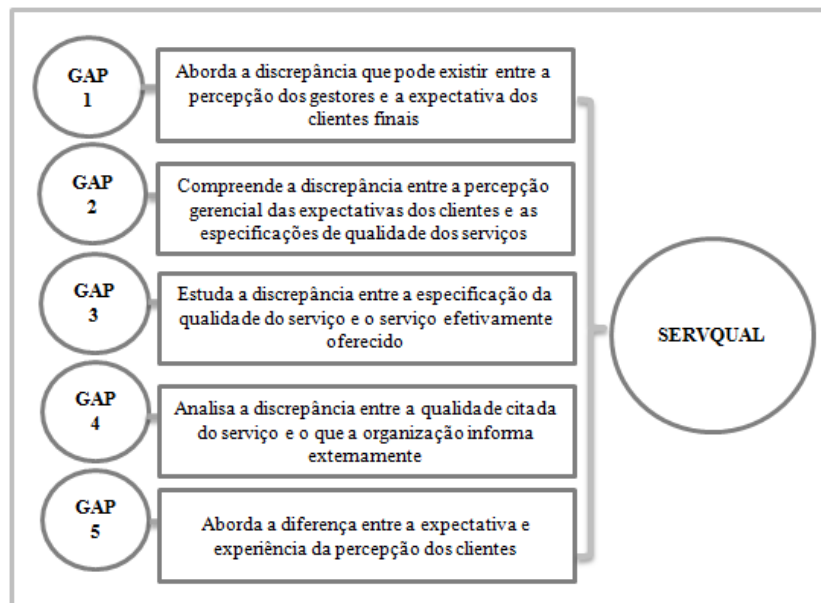 GAP
1
Aborda a discrepância que pode existir entre a
percepção dos gestores e a expectativa dos
clientes finais
GAP
2
Compreende a discrepância entre a percepção
gerencial das expectativas dos clientes e as
especificações de qualidade dos serviços
GAP
3
Estuda a discrepância entre a especificação da
qualidade do serviço e o serviço efetivamente
oferecido
GAP
4
Analisa a discrepância entre a qualidade citada
do serviço e o que a organização informa
externamente
GAP
5
Aborda a diferença entre a expectativa e
experiência da percepção dos clientes
SERVQUAL